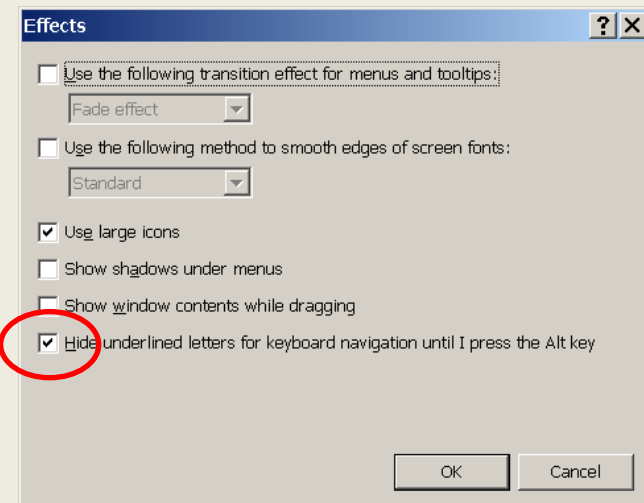 Effects
Use the following transition effect for menus and tooltips:
Fade effect
Use the following method to smooth edges of screen fonts:
Standard
Use large icons
Show shadows under menus
Show window contents while dragging
Hide underlined letters for keyboard navigation until I press the Alt key
OK Cancel